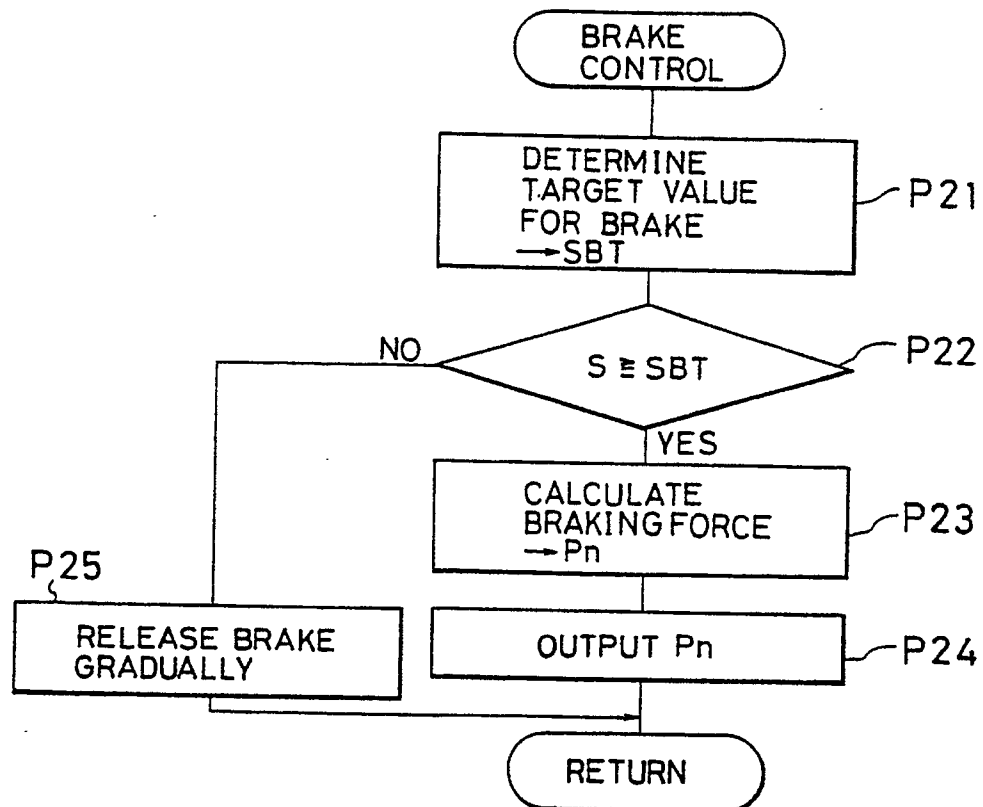 BRAKE
CONTROL
DETERMINE
TARGET VALUE
FOR BRAKE
→SBT
P21
NO
S ≧ SBT
P22
YES
CALCULATE
BRAKING FORCE
→Pn
P23
P25
RELEASE BRAKE
GRADUALLY
OUTPUT Pn
P24
RETURN